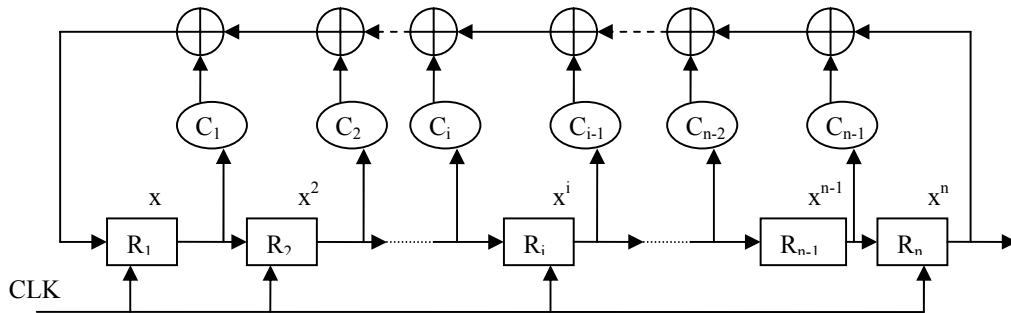 C1 C2 Ci Ci-1 Cn-2 Cn-1
x x2 xi xn-1 xn
R1 R2 Ri Rn-1 Rn
CLK